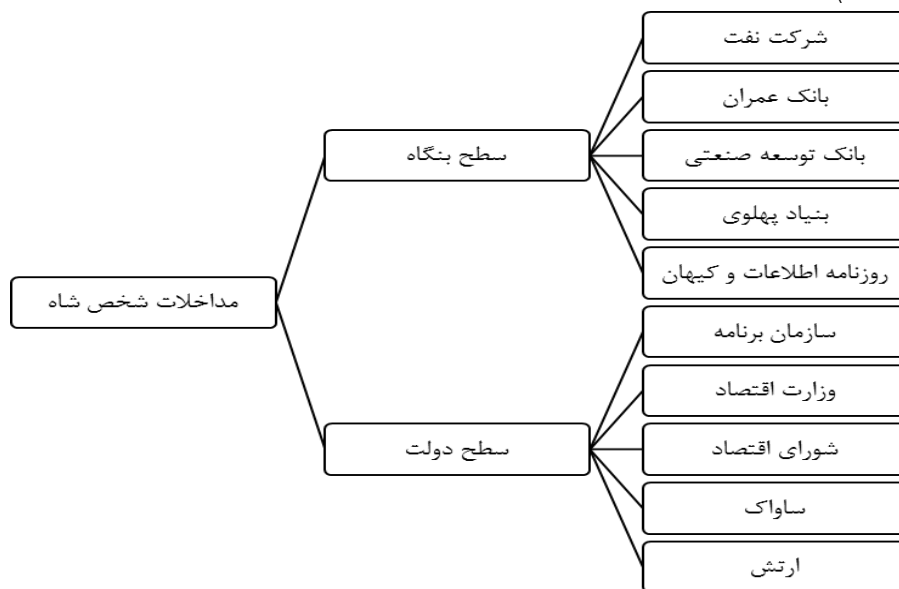 شرکت نفت
بانک عمران
سطح بنگاه
بانک توسعه صنعتی
بنیاد پهلوی
روزنامه اطلاعات و کیهان
مداخلات شخص شاه
سازمان برنامه
وزارت اقتصاد
سطح دولت
شورای اقتصاد
ساواک
ارتش